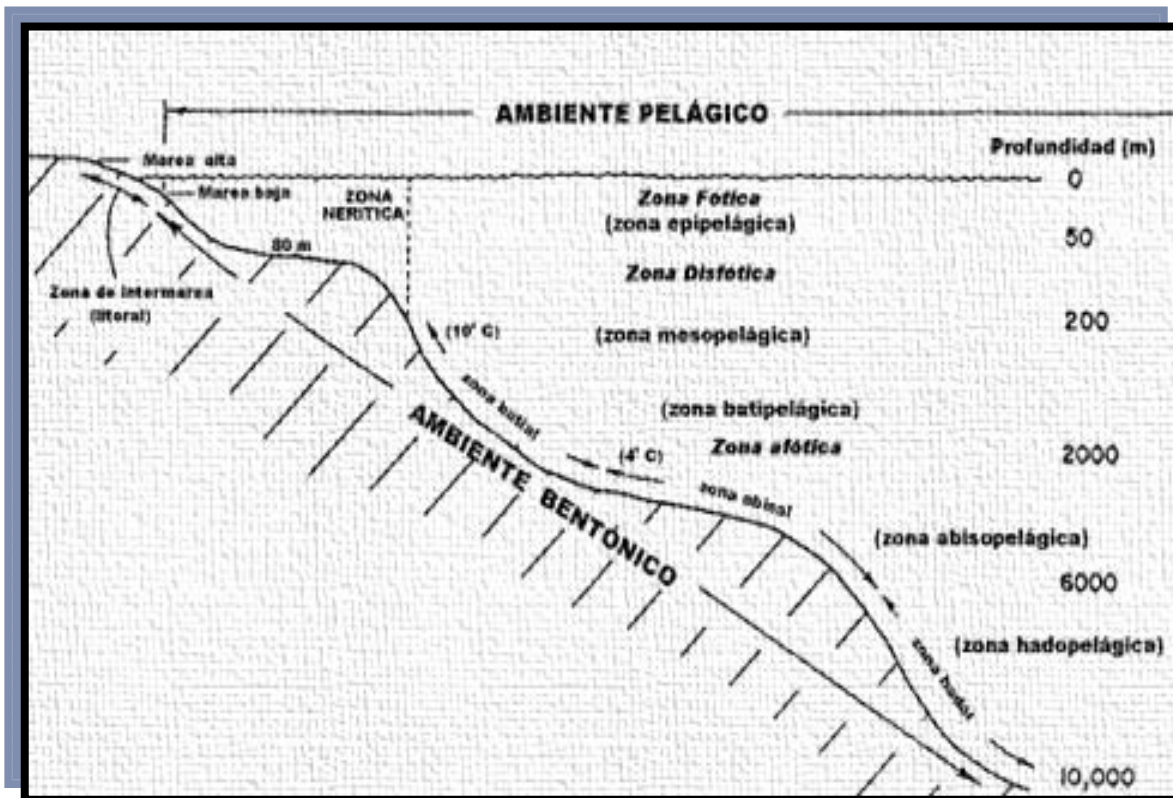 AMBIENTE PELÁGICO
Profundidad (m)
Marea alta
0
Marea baja
ZONA
NERITICA
Zona Fótica
(zona epipelágica)
50
80 m
Zona Disfótica
Zona de intermarea
(litoral)
200
(10° C)
(zona mesopelágica)
zona batial
(zona batipelágica)
AMBIENTE BENTÓNICO
Zona afótica
2000
(4° C)
zona abisal
(zona abisopelágica)
6000
(zona hadopelágica)
zona hadal
10,000